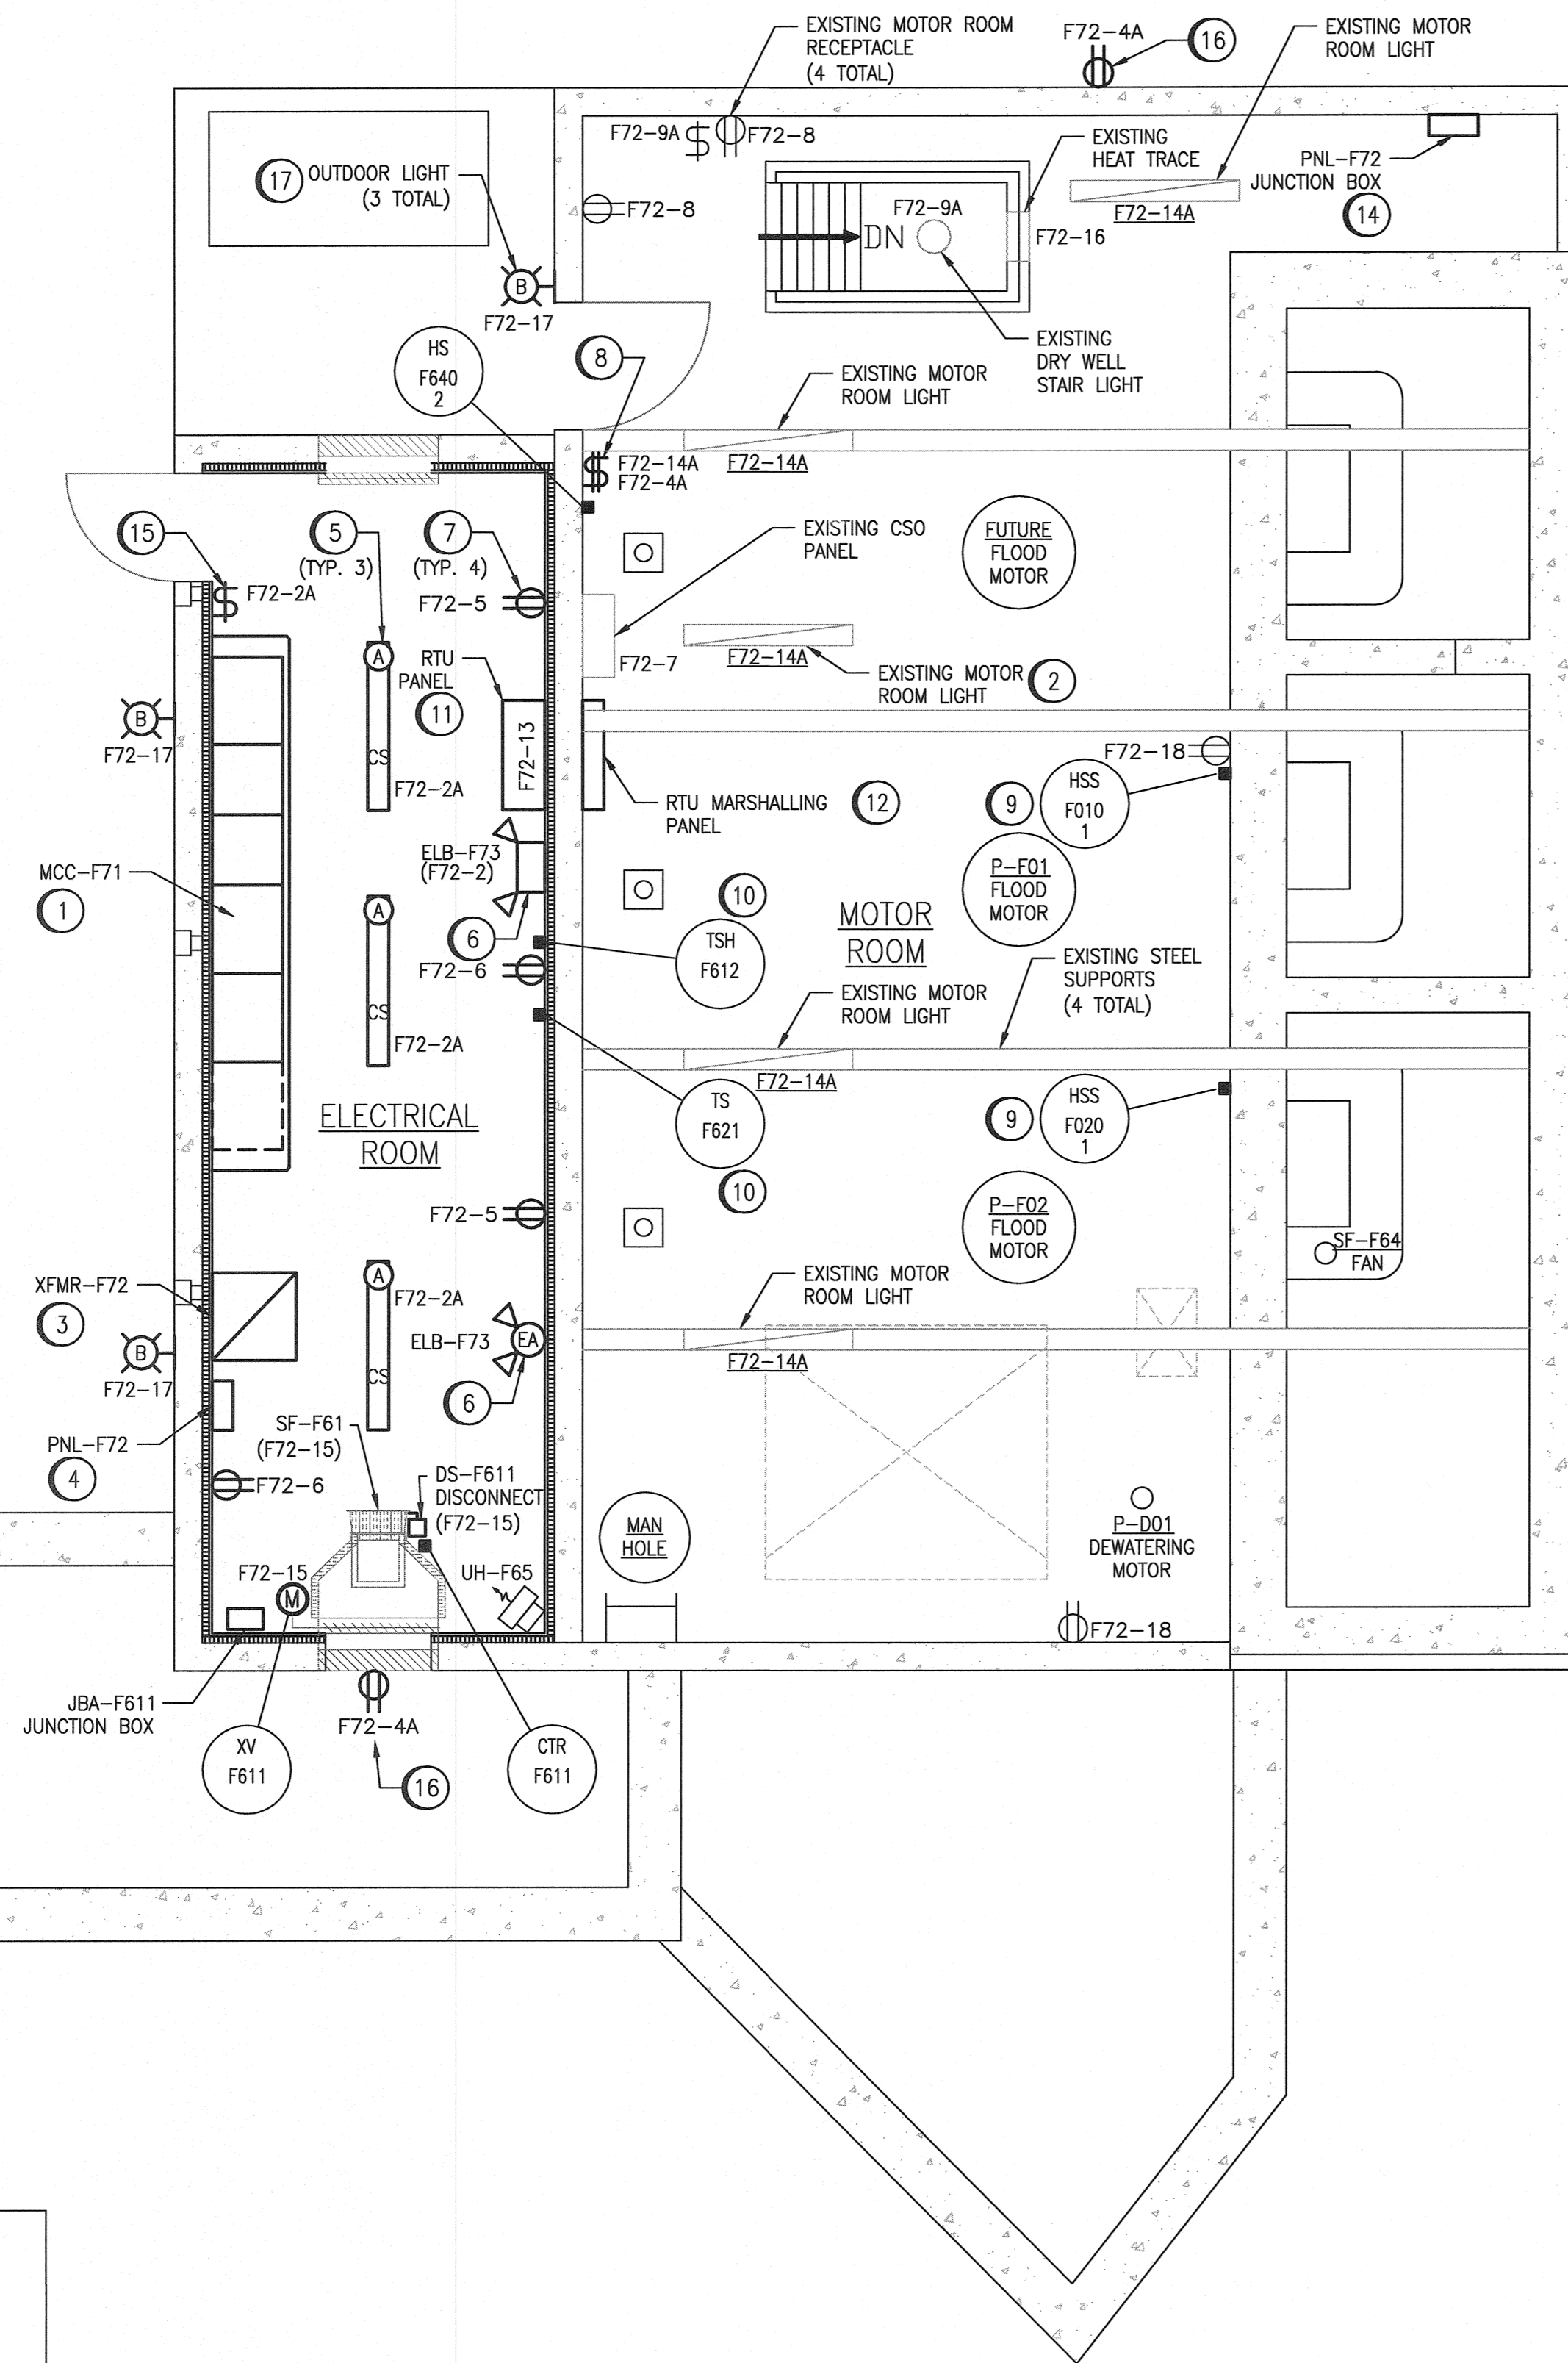 EXISTING MOTOR ROOM
RECEPTACLE
(4 TOTAL)
F72-4A
16
EXISTING MOTOR
ROOM LIGHT
F72-9A
F72-8
EXISTING
HEAT TRACE
PNL-F72
JUNCTION BOX
14
17
OUTDOOR LIGHT
(3 TOTAL)
F72-8
F72-9A
DN
F72-16
F72-14A
B
F72-17
EXISTING
DRY WELL
STAIR LIGHT
HS
F640
2
8
EXISTING MOTOR
ROOM LIGHT
F72-14A
F72-4A
F72-14A
15
5
(TYP. 3)
7
(TYP. 4)
EXISTING CSO
PANEL
FUTURE
FLOOD
MOTOR
F72-2A
F72-5
A
RTU
PANEL
11
F72-7
F72-14A
EXISTING MOTOR
ROOM LIGHT
2
B
F72-17
CS
F72-2A
F72-13
F72-18
RTU MARSHALLING
PANEL
12
9
HSS
F010
1
MCC-F71
1
ELB-F73
(F72-2)
P-F01
FLOOD
MOTOR
A
10
MOTOR
ROOM
6
F72-6
TSH
F612
EXISTING STEEL
SUPPORTS
(4 TOTAL)
EXISTING MOTOR
ROOM LIGHT
CS
F72-2A
F72-14A
ELECTRICAL
ROOM
TS
F621
9
HSS
F020
1
10
F72-5
P-F02
FLOOD
MOTOR
SF-F64
FAN
XFMR-F72
3
A
F72-2A
EXISTING MOTOR
ROOM LIGHT
B
F72-17
ELB-F73
EA
F72-14A
CS
6
PNL-F72
4
SF-F61
(F72-15)
F72-6
DS-F611
DISCONNECT
(F72-15)
MAN
HOLE
P-D01
DEWATERING
MOTOR
F72-15
M
UH-F65
F72-18
JBA-F611
JUNCTION BOX
F72-4A
XV
F611
CTR
F611
16